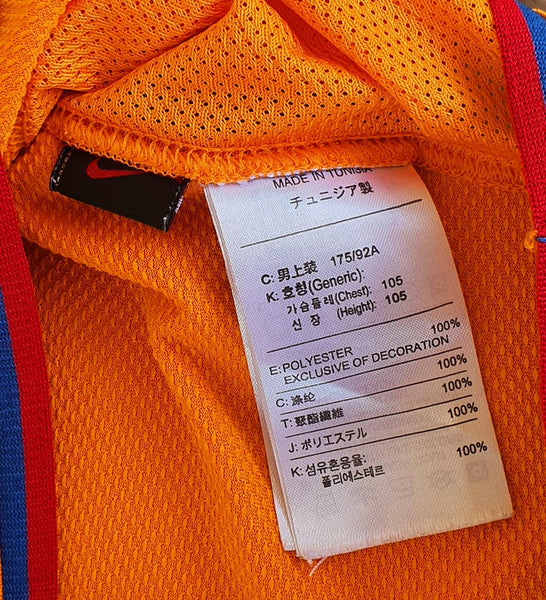 MADE IN TUNISIA
チュニジア製
C: 男上裝 175/92A
K: 호칭(Generic):
가슴둘레(Chest): 105
신 장 (Height): 105
E: POLYESTER 100%
EXCLUSIVE OF DECORATION
C: 涤纶 100%
T: 聚酯纖維 100%
J: ポリエステル 100%
K: 섬유혼용율: 100%
폴리에스테르